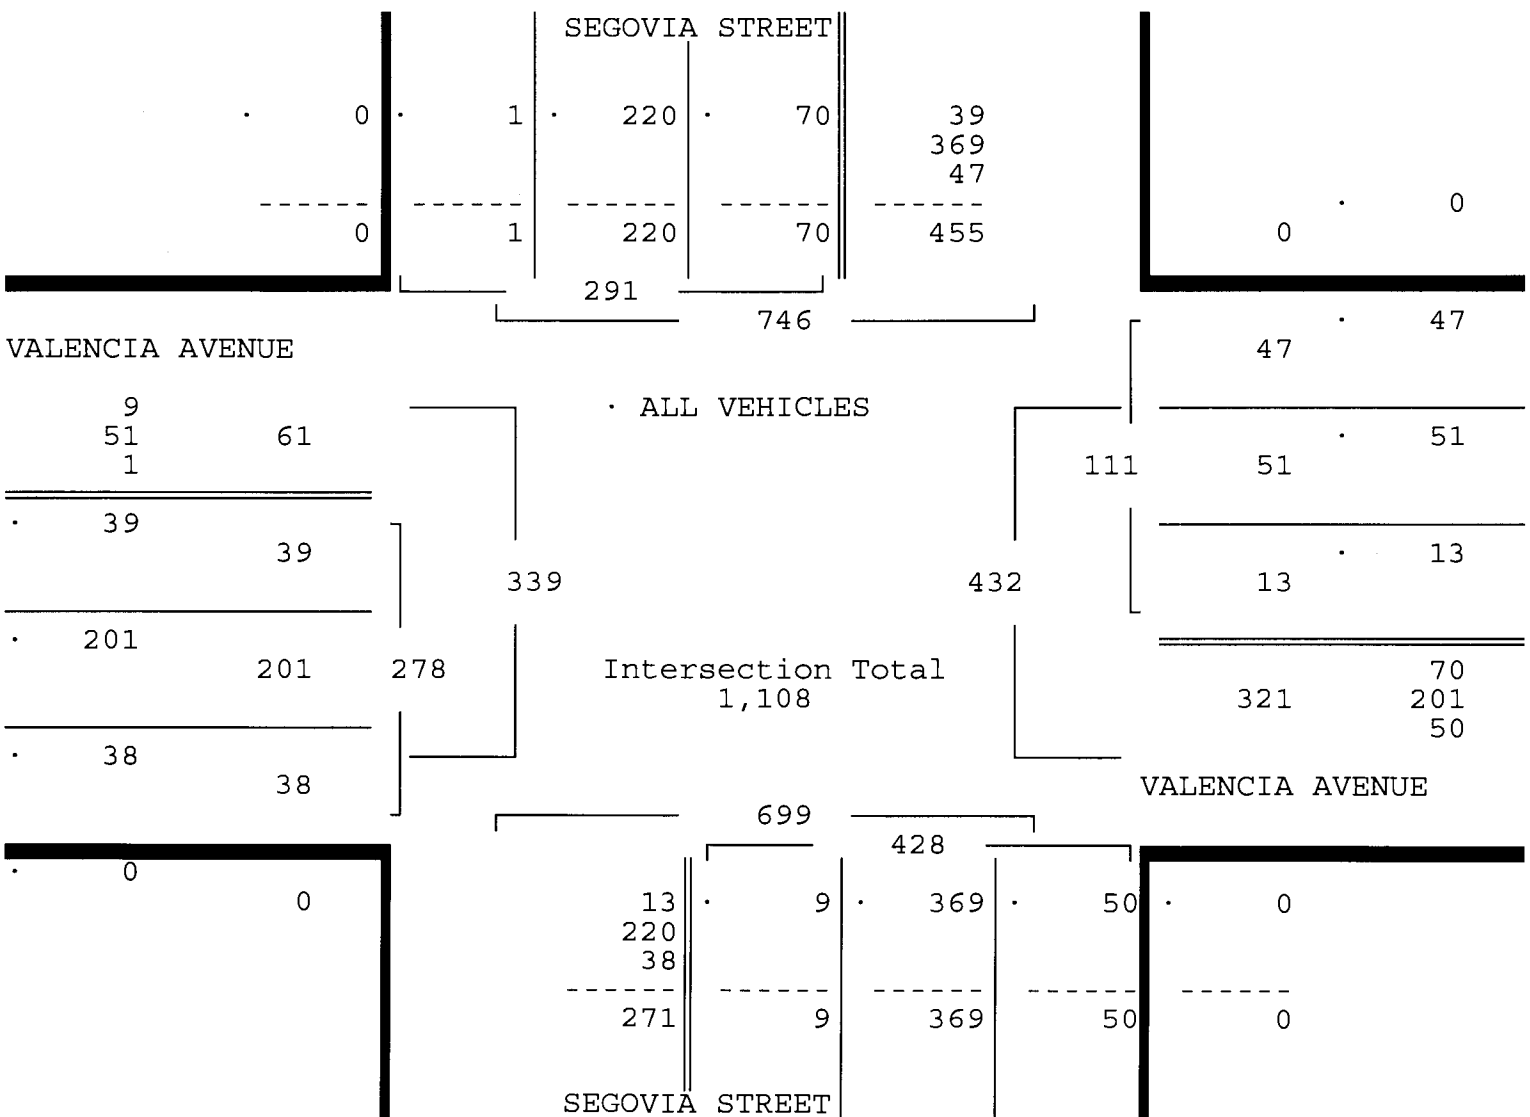 SEGOVIA STREET
· 0 · 1 · 220 · 70 39
369
47
· 0
0 1 220 70 455 0
291
746 · 47
VALENCIA AVENUE 47
9 · ALL VEHICLES
51 61 · 51
1 111 51
· 39
39 · 13
339 432 13
· 201
201 278 Intersection Total 70
1,108 321 201
50
· 38
38 VALENCIA AVENUE
699
428
· 0
0 13 · 9 · 369 · 50 · 0
220
38
271 9 369 50 0
SEGOVIA STREET